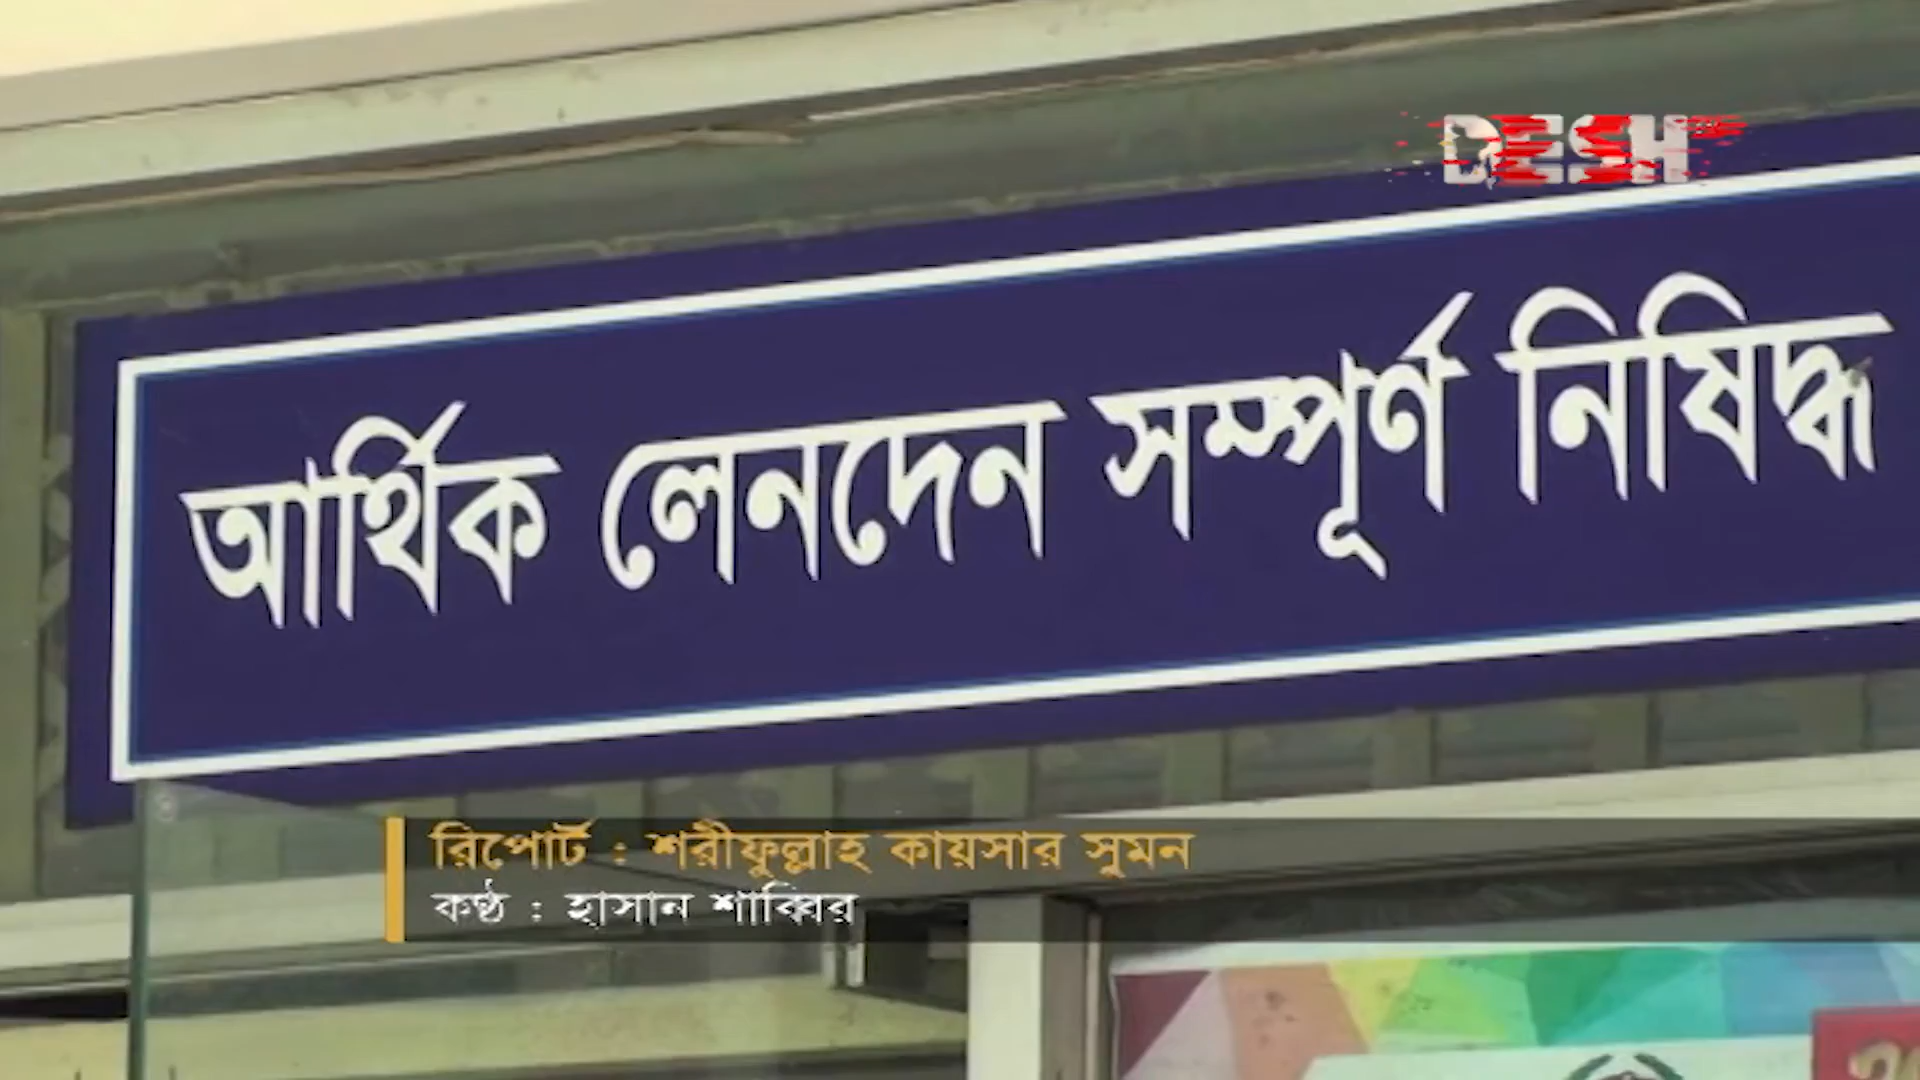 DESH
আর্থিক লেনদেন সম্পূর্ণ নিষিদ্ধ
রিপোর্ট : শরীফুল্লাহ কায়সার সুমন
কণ্ঠ : হাসান শাব্বির